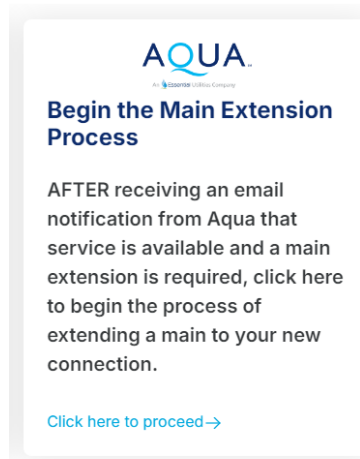 AQUA™
An Essential Utilities Company
Begin the Main Extension
Process
AFTER receiving an email
notification from Aqua that
service is available and a main
extension is required, click here
to begin the process of
extending a main to your new
connection.
Click here to proceed→